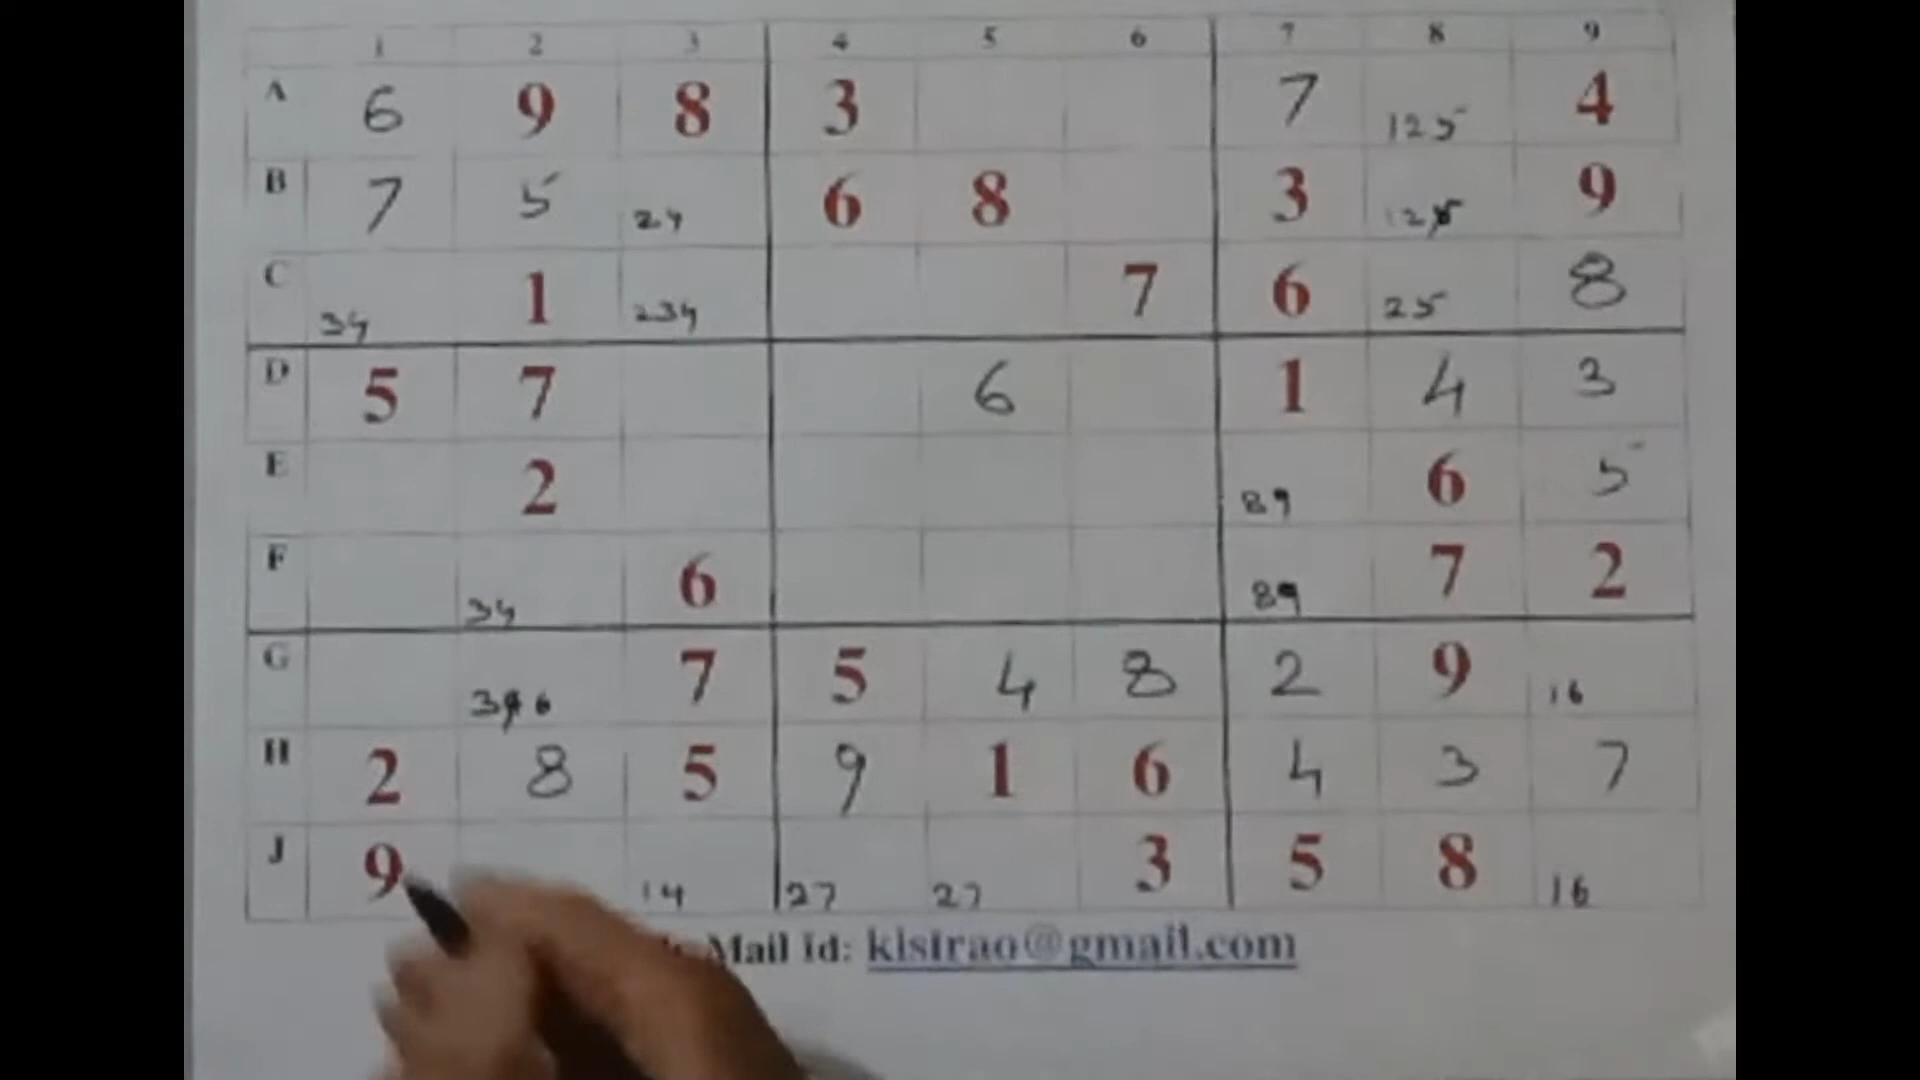 1 2 3 4 5 6 7 8 9
A 6 9 8 3 7 125 4
B 7 5 24 6 8 3 125 9
C 34 1 234 7 6 25 8
D 5 7 6 1 4 3
E 2 89 6 5
F 34 6 89 7 2
G 346 7 5 4 8 2 9 16
H 2 8 5 9 1 6 4 3 7
J 9 14 27 27 3 5 8 16
Mail id: klsirao@gmail.com